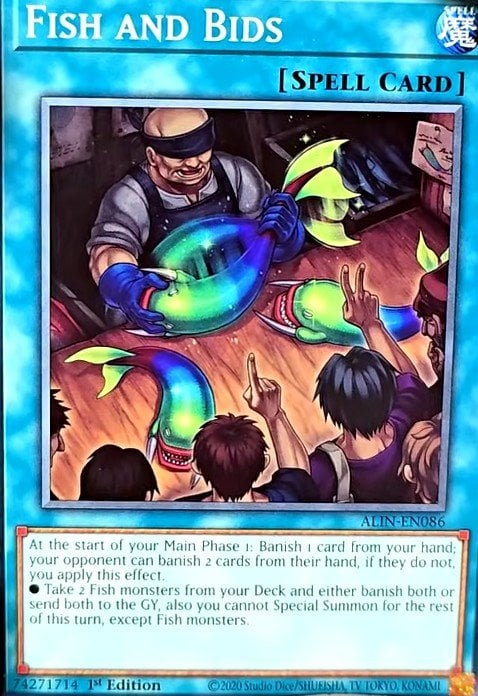 FISH AND BIDS
SPELL
魔
[SPELL CARD]
ALIN-EN086
At the start of your Main Phase 1: Banish 1 card from your hand;
your opponent can banish 2 cards from their hand, if they do not,
you apply this effect.
● Take 2 Fish monsters from your Deck and either banish both or
send both to the GY, also you cannot Special Summon for the rest
of this turn, except Fish monsters.
74271714 1st Edition ©2020 Studio Dice/SHUEISHA, TV TOKYO, KONAMI